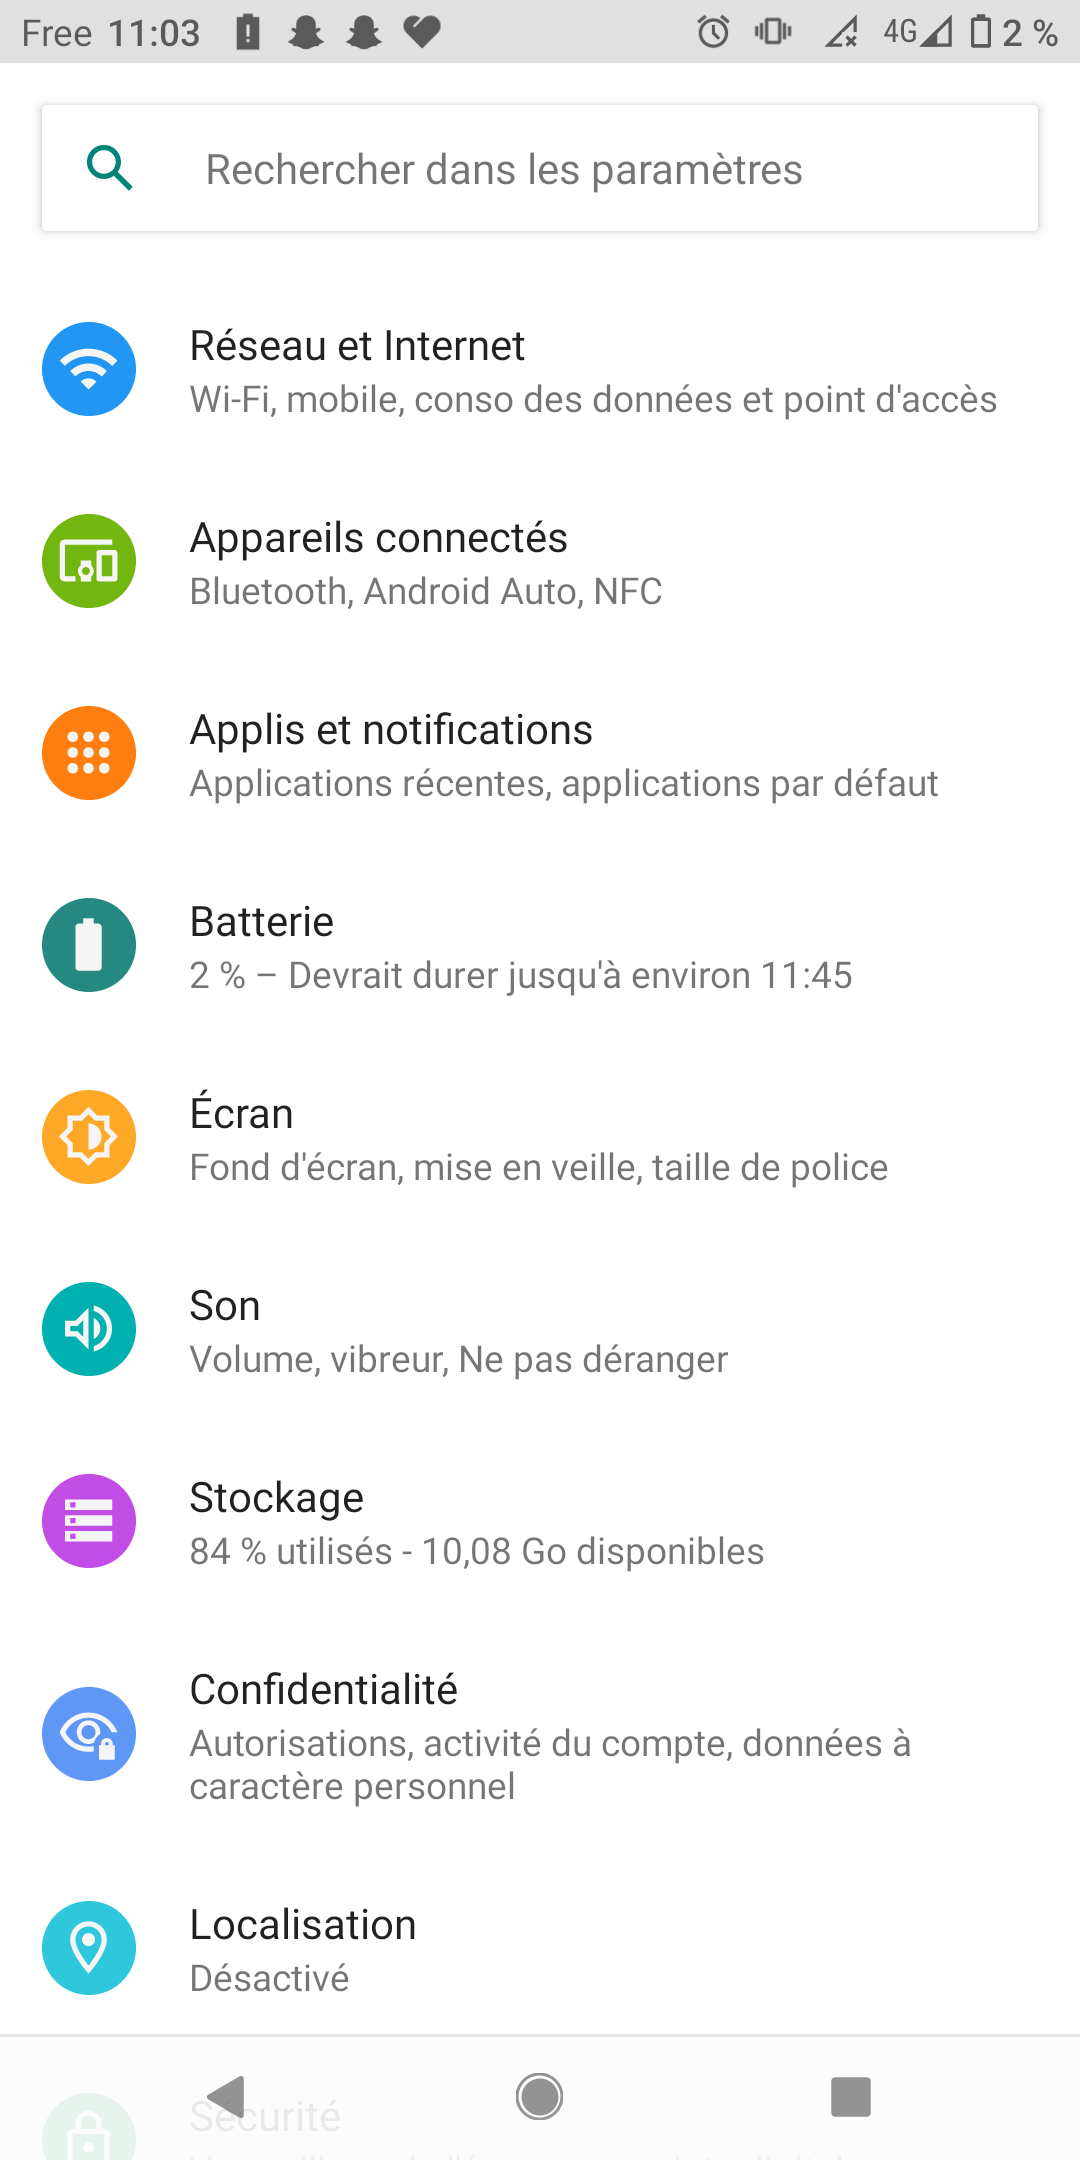 Free 11:03 4G 2 %
Rechercher dans les paramètres
Réseau et Internet
Wi-Fi, mobile, conso des données et point d'accès
Appareils connectés
Bluetooth, Android Auto, NFC
Applis et notifications
Applications récentes, applications par défaut
Batterie
2 % – Devrait durer jusqu'à environ 11:45
Écran
Fond d'écran, mise en veille, taille de police
Son
Volume, vibreur, Ne pas déranger
Stockage
84 % utilisés - 10,08 Go disponibles
Confidentialité
Autorisations, activité du compte, données à
caractère personnel
Localisation
Désactivé
Sécurité